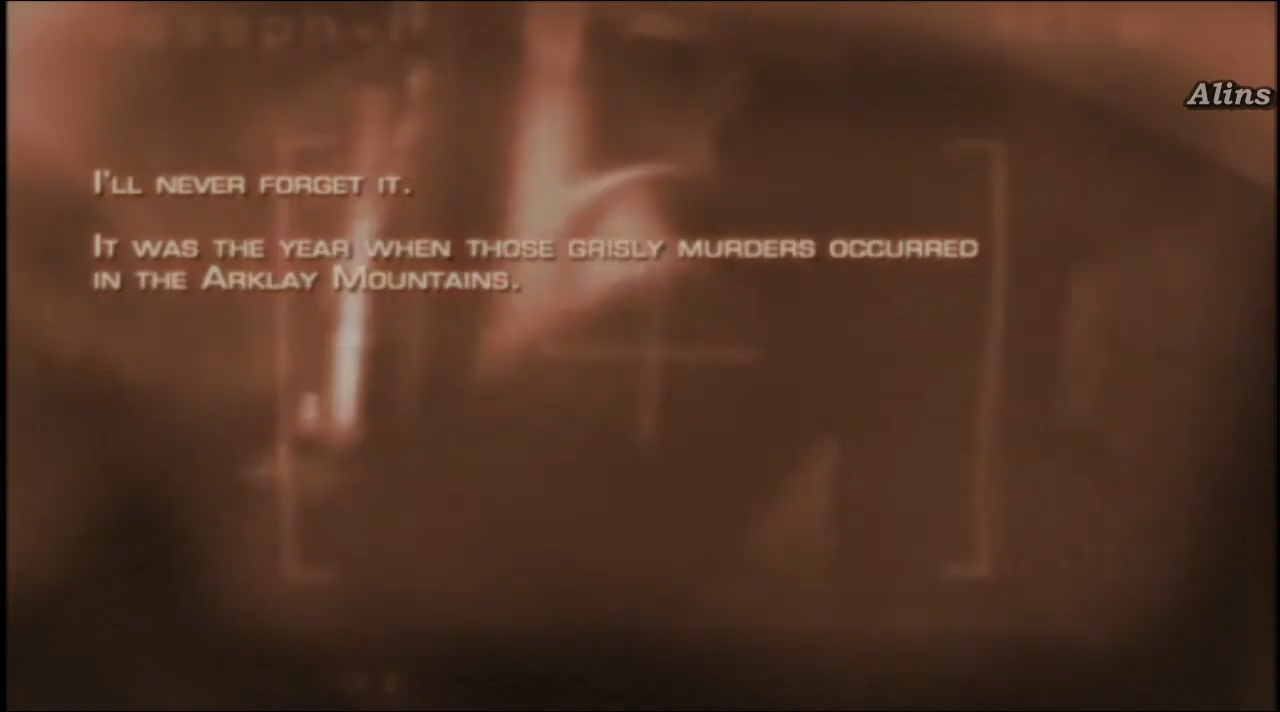 Alins
I'll never forget it.
It was the year when those grisly murders occurred
in the Arklay Mountains.